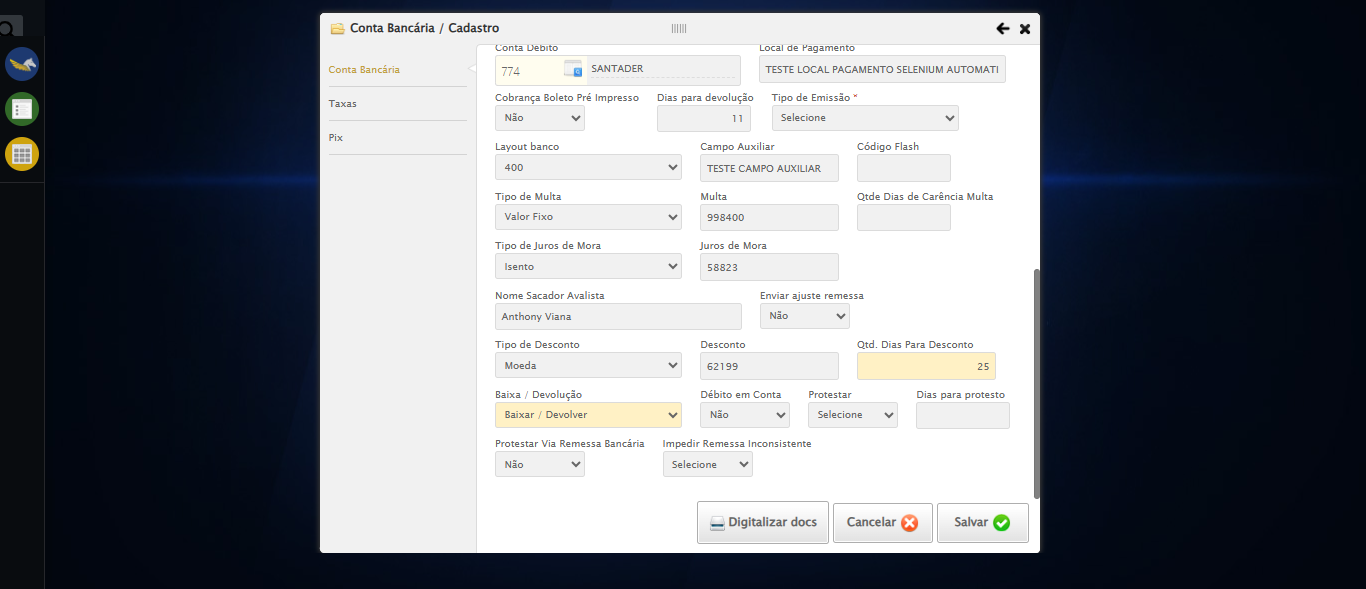 Conta Bancária / Cadastro
Conta Bancária
Taxas
Pix
Conta Débito Local de Pagamento
774 SANTADER TESTE LOCAL PAGAMENTO SELENIUM AUTOMATI
Cobrança Boleto Pré Impresso Dias para devolução Tipo de Emissão *
Não 11 Selecione
Layout banco Campo Auxiliar Código Flash
400 TESTE CAMPO AUXILIAR
Tipo de Multa Multa Qtde Dias de Carência Multa
Valor Fixo 998400
Tipo de Juros de Mora Juros de Mora
Isento 58823
Nome Sacador Avalista Enviar ajuste remessa
Anthony Viana Não
Tipo de Desconto Desconto Qtd. Dias Para Desconto
Moeda 62199 25
Baixa / Devolução Débito em Conta Protestar Dias para protesto
Baixar / Devolver Não Selecione
Protestar Via Remessa Bancária Impedir Remessa Inconsistente
Não Selecione
Digitalizar docs Cancelar Salvar